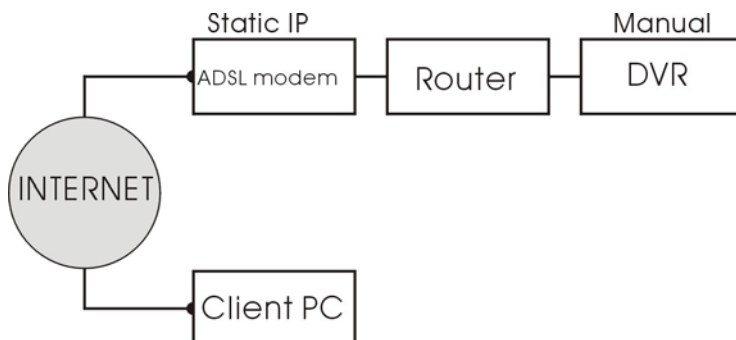 Static IP
Manual
ADSL modem
Router
DVR
INTERNET
Client PC